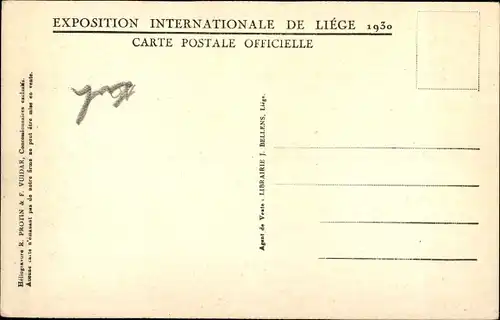 EXPOSITION INTERNATIONALE DE LIÉGE 1930
CARTE POSTALE OFFICIELLE
Héliogravure R. PROTIN & F. VUIDAR, Concessionnaires exclusifs.
Aucune carte n'émanant pas de notre firme ne peut être mise en vente.
Agent de Vente : LIBRAIRIE J. BELLENS, Liége.